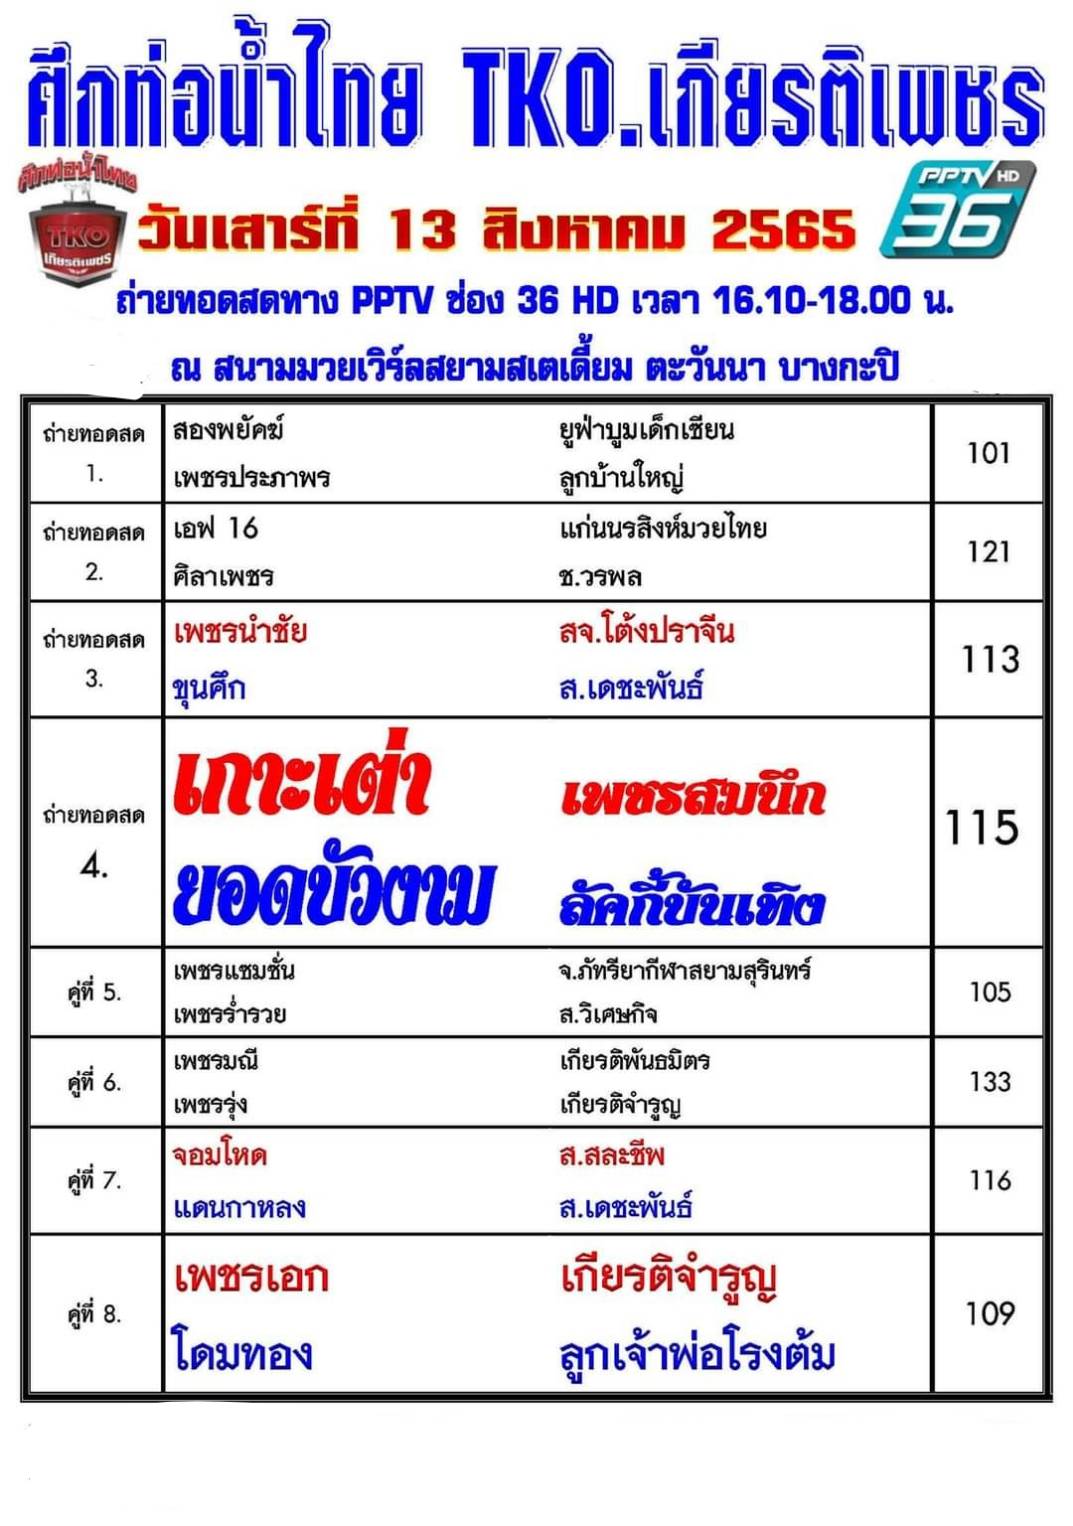 ศึกท่อน้ำไทย TKO.เกียรติเพชร
ศึกท่อน้ำไทย
TKO
เกียรติเพชร
วันเสาร์ที่ 13 สิงหาคม 2565
PPTV HD
36
ถ่ายทอดสดทาง PPTV ช่อง 36 HD เวลา 16.10-18.00 น.
ณ สนามมวยเวิร์ลสยามสเตเดี้ยม ตะวันนา บางกะปิ
ถ่ายทอดสด 1. สองพยัคฆ์ ยูฟ่าบูมเด็กเซียน 101
เพชรประภาพร ลูกบ้านใหญ่
ถ่ายทอดสด 2. เอฟ 16 แก่นนรสิงห์มวยไทย 121
ศิลาเพชร ช.วรพล
ถ่ายทอดสด 3. เพชรนำชัย สจ.โต้งปราจีน 113
ขุนศึก ส.เดชะพันธ์
ถ่ายทอดสด 4. เกาะเต่า เพชรสมนึก 115
ยอดบัวงาม ลัคกี้บันเทิง
คู่ที่ 5. เพชรแซมชั่น จ.ภัทรียากีฬาสยามสุรินทร์ 105
เพชรร่ำรวย ส.วิเศษกิจ
คู่ที่ 6. เพชรมณี เกียรติพันธมิตร 133
เพชรรุ่ง เกียรติจำรูญ
คู่ที่ 7. จอมโหด ส.สละชีพ 116
แดนกาหลง ส.เดชะพันธ์
คู่ที่ 8. เพชรเอก เกียรติจำรูญ 109
โดมทอง ลูกเจ้าพ่อโรงต้ม